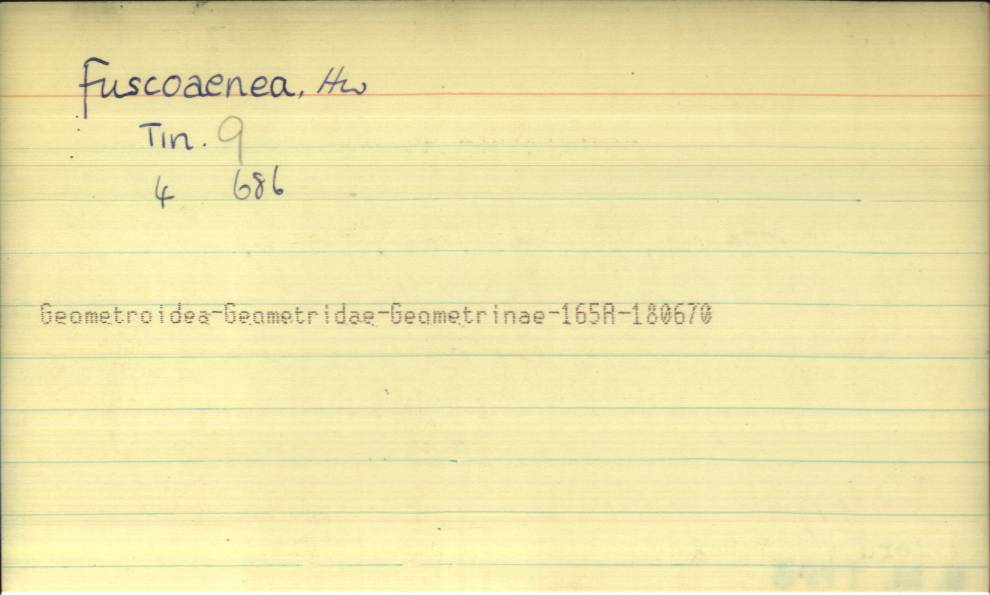 Fuscoaenea, Hw
Tin. 9
4 686
Geometroidea-Geometridae-Geometrinae-165A-180670